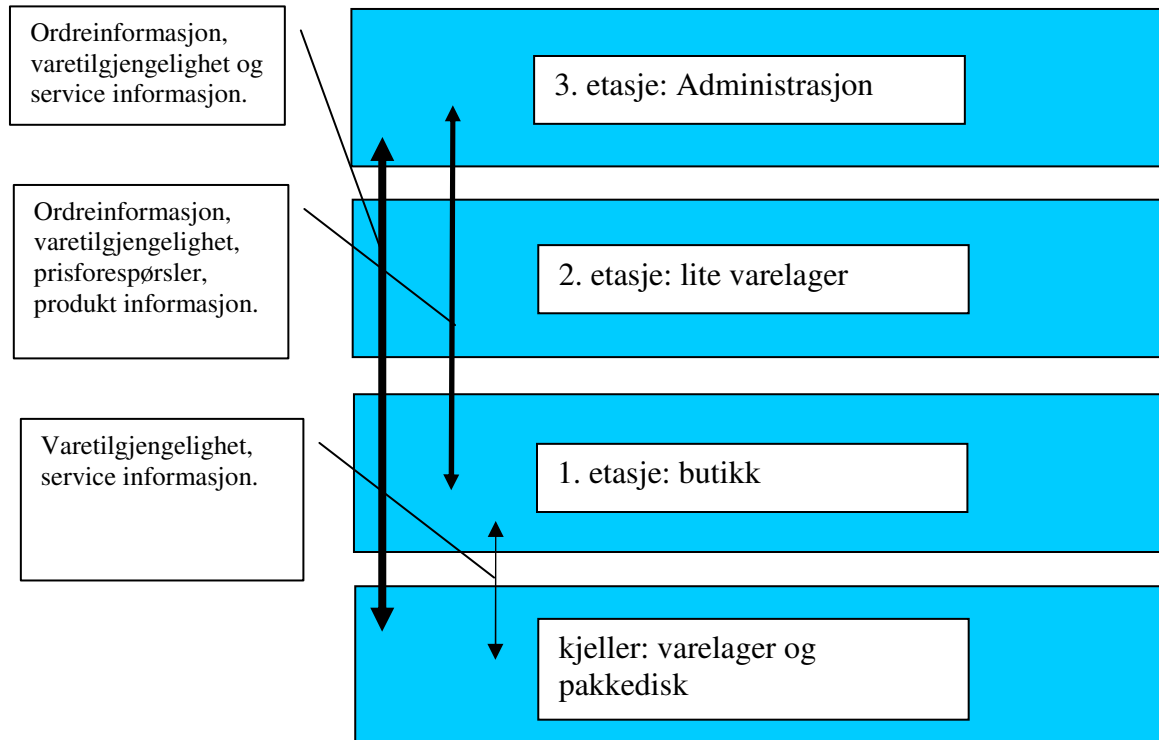 Ordreinformasjon,
varetilgjengelighet og
service informasjon.
3. etasje: Administrasjon
Ordreinformasjon,
varetilgjengelighet,
prisforespørsler,
produkt informasjon.
2. etasje: lite varelager
Varetilgjengelighet,
service informasjon.
1. etasje: butikk
kjeller: varelager og
pakkedisk